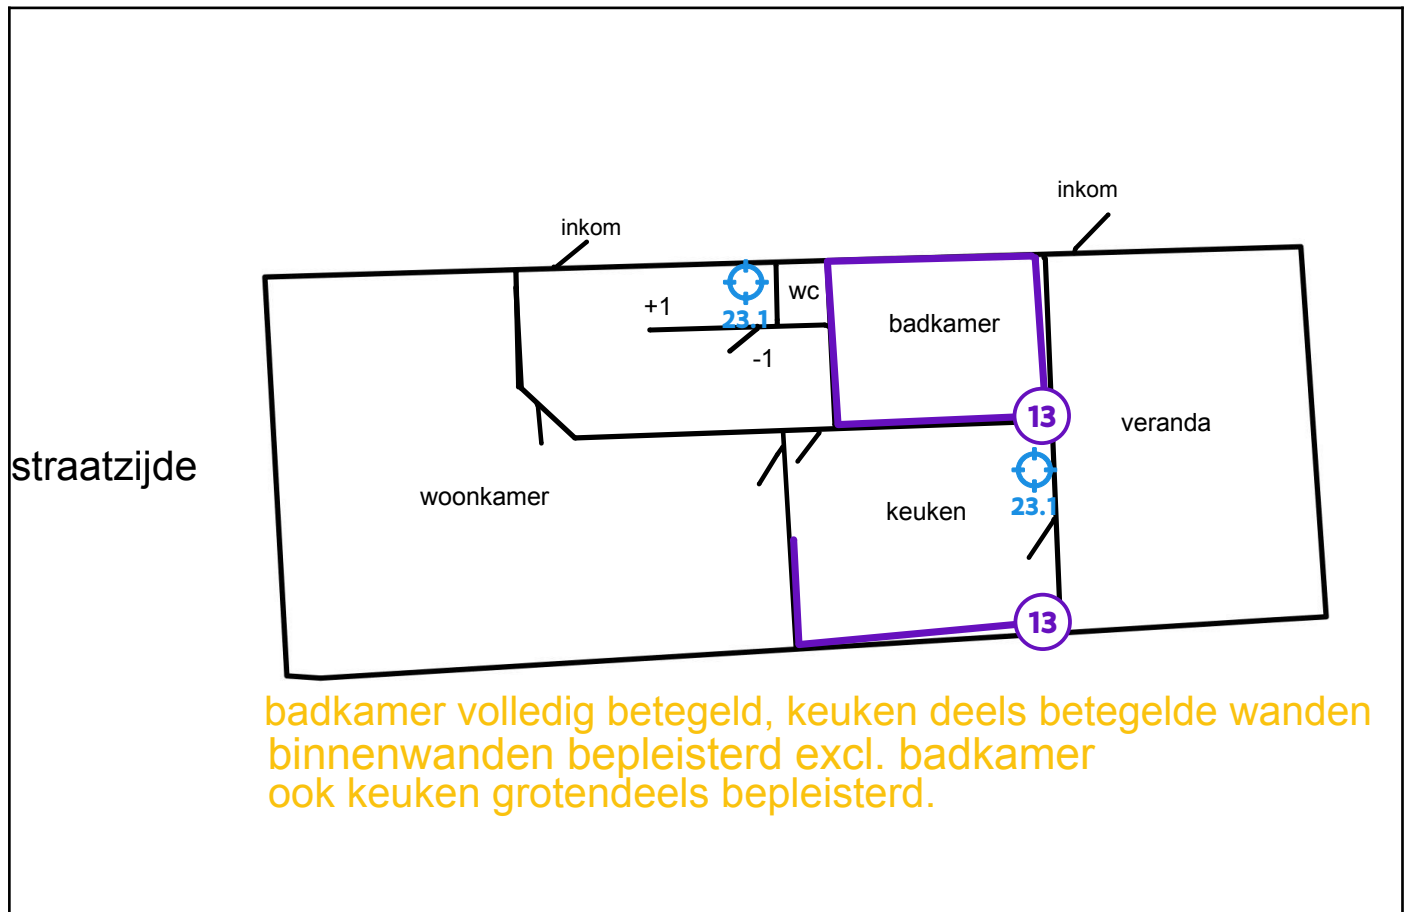 inkom
inkom
+1
23.1
wc
badkamer
-1
13
veranda
straatzijde
woonkamer
keuken
23.1
13
badkamer volledig betegeld, keuken deels betegelde wanden
binnenwanden bepleisterd excl. badkamer
ook keuken grotendeels bepleisterd.